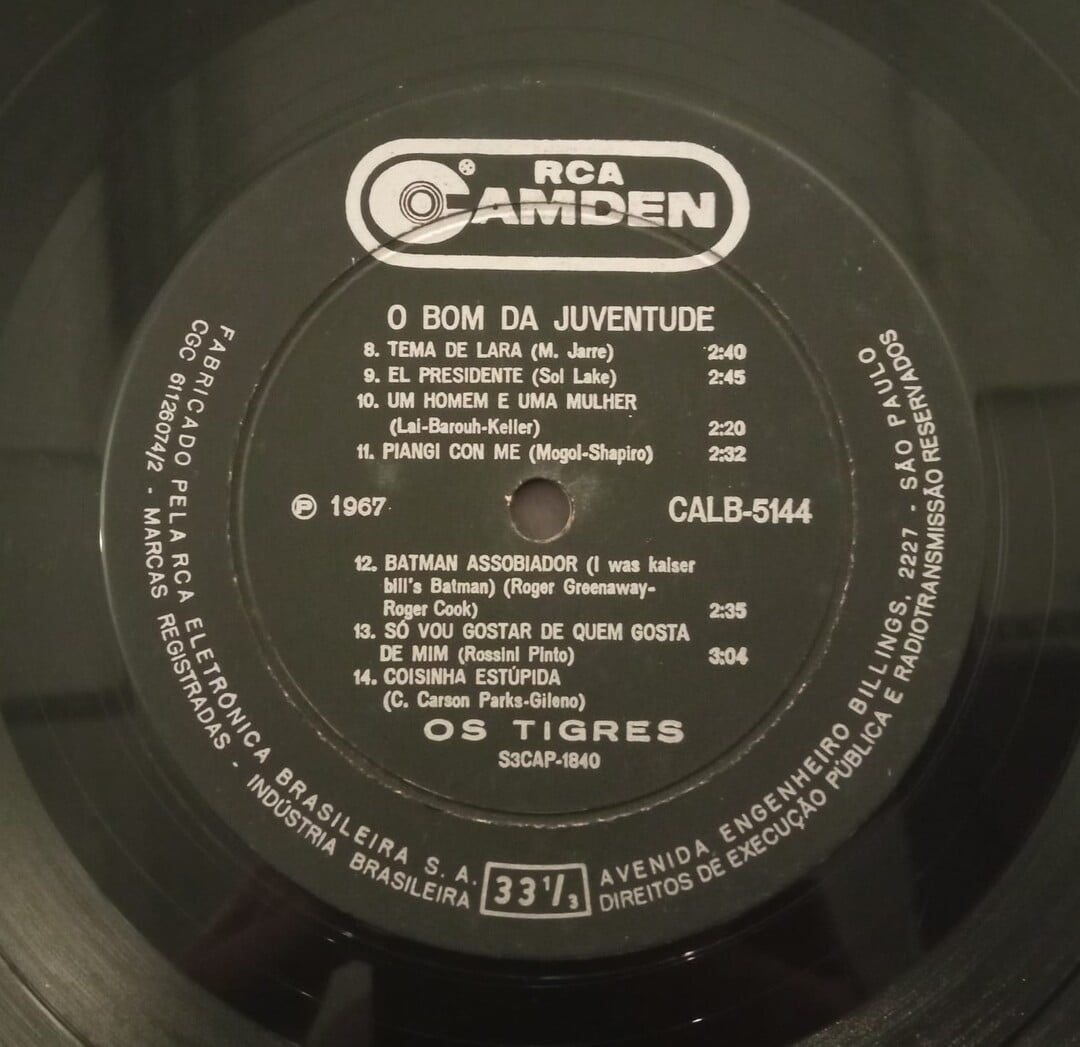 RCA
CAMDEN
O BOM DA JUVENTUDE
8. TEMA DE LARA (M. Jarre) 2:40
9. EL PRESIDENTE (Sol Lake) 2:45
10. UM HOMEM E UMA MULHER
(Lai-Barouh-Keller) 2:20
11. PIANGI CON ME (Mogol-Shapiro) 2:32
℗ 1967
CALB-5144
12. BATMAN ASSOBIADOR (I was kaiser
bill's Batman) (Roger Greenaway-
Roger Cook) 2:35
13. SÓ VOU GOSTAR DE QUEM GOSTA
DE MIM (Rossini Pinto) 3:04
14. COISINHA ESTÚPIDA
(C. Carson Parks-Gileno)
OS TIGRES
S3CAP-1840
FABRICADO PELA RCA ELETRÔNICA BRASILEIRA S. A.
CGC 61126074/2 - MARCAS REGISTRADAS - INDÚSTRIA BRASILEIRA
33 1/3
AVENIDA ENGENHEIRO BILLINGS, 2227 - SÃO PAULO
DIREITOS DE EXECUÇÃO PÚBLICA E RADIOTRANSMISSÃO RESERVADOS